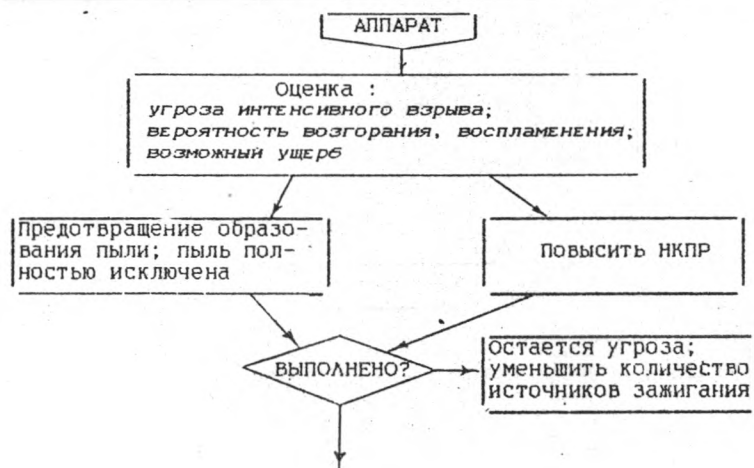 АППАРАТ
Оценка :
угроза интенсивного взрыва;
вероятность возгорания, воспламенения;
возможный ущерб
Предотвращение образо-
вания пыли; пыль пол-
ностью исключена
Повысить НКПР
ВЫПОЛНЕНО?
Остается угроза;
уменьшить количество
источников зажигания